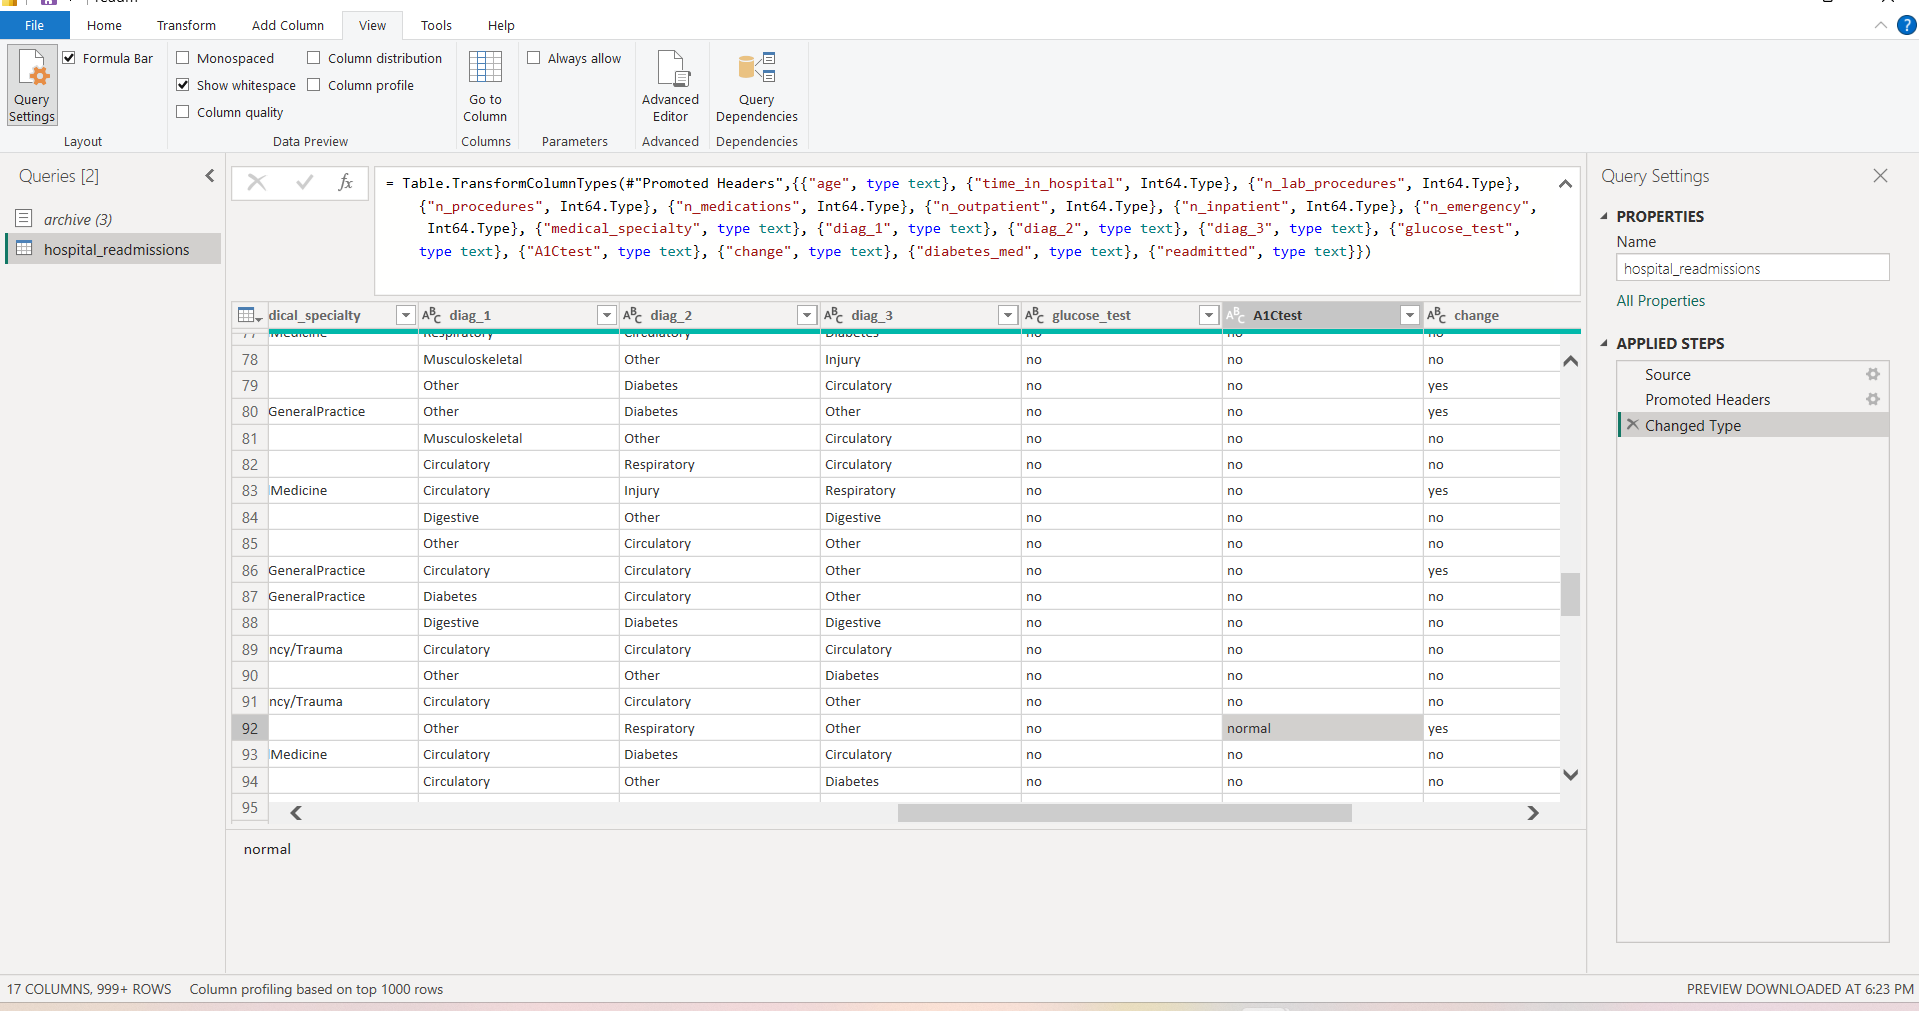 File Home Transform Add Column View Tools Help
Query Settings
Formula Bar
Layout
Monospaced
Show whitespace
Column quality
Column distribution
Column profile
Data Preview
Go to Column
Columns
Always allow
Parameters
Advanced Editor
Advanced
Query Dependencies
Dependencies
Queries [2]
archive (3)
hospital_readmissions
fx
= Table.TransformColumnTypes(#"Promoted Headers",{{"age", type text}, {"time_in_hospital", Int64.Type}, {"n_lab_procedures", Int64.Type},
{"n_procedures", Int64.Type}, {"n_medications", Int64.Type}, {"n_outpatient", Int64.Type}, {"n_inpatient", Int64.Type}, {"n_emergency",
Int64.Type}, {"medical_specialty", type text}, {"diag_1", type text}, {"diag_2", type text}, {"diag_3", type text}, {"glucose_test",
type text}, {"A1Ctest", type text}, {"change", type text}, {"diabetes_med", type text}, {"readmitted", type text}})
dical_specialty ABC diag_1 ABC diag_2 ABC diag_3 ABC glucose_test ABC A1Ctest ABC change
78 Musculoskeletal Other Injury no no no
79 Other Diabetes Circulatory no no yes
80 GeneralPractice Other Diabetes Other no no yes
81 Musculoskeletal Other Circulatory no no no
82 Circulatory Respiratory Circulatory no no no
83 Medicine Circulatory Injury Respiratory no no yes
84 Digestive Other Digestive no no no
85 Other Circulatory Other no no no
86 GeneralPractice Circulatory Circulatory Other no no yes
87 GeneralPractice Diabetes Circulatory Other no no no
88 Digestive Diabetes Digestive no no no
89 ncy/Trauma Circulatory Circulatory Circulatory no no no
90 Other Other Diabetes no no no
91 ncy/Trauma Circulatory Circulatory Other no no no
92 Other Respiratory Other no normal yes
93 Medicine Circulatory Diabetes Circulatory no no no
94 Circulatory Other Diabetes no no no
95
normal
Query Settings
PROPERTIES
Name
hospital_readmissions
All Properties
APPLIED STEPS
Source
Promoted Headers
Changed Type
17 COLUMNS, 999+ ROWS Column profiling based on top 1000 rows
PREVIEW DOWNLOADED AT 6:23 PM